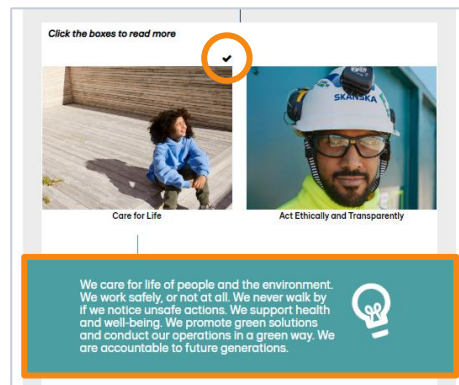 Click the boxes to read more
SKANSKA
Care for Life
Act Ethically and Transparently
We care for life of people and the environment.
We work safely, or not at all. We never walk by
if we notice unsafe actions. We support health
and well-being. We promote green solutions
and conduct our operations in a green way. We
are accountable to future generations.